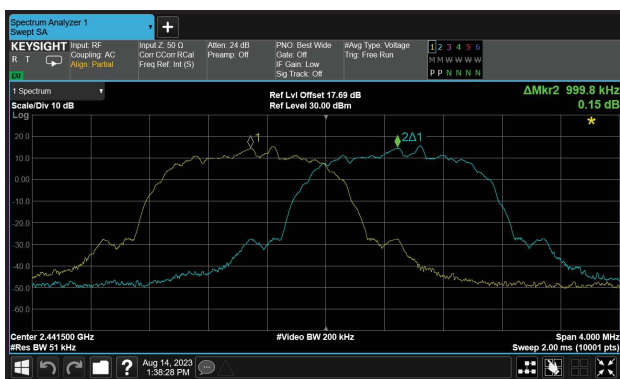 Spectrum Analyzer 1
Swept SA
+
KEYSIGHT
R T
LXI
Input: RF
Coupling: AC
Align: Partial
Input Z: 50 Ω
Corr CCorr RCal
Freq Ref: Int (S)
Atten: 24 dB
Preamp: Off
PNO: Best Wide
Gate: Off
IF Gain: Low
Sig Track: Off
#Avg Type: Voltage
Trig: Free Run
1 2 3 4 5 6
M M W W W W
P P N N N N
1 Spectrum
Scale/Div 10 dB
Log
Ref Lvl Offset 17.69 dB
Ref Level 30.00 dBm
ΔMkr2 999.8 kHz
0.15 dB
*
1
2Δ1
20.0
10.0
0.00
-10.0
-20.0
-30.0
-40.0
-50.0
-60.0
Center 2.441500 GHz
#Res BW 51 kHz
#Video BW 200 kHz
Span 4.000 MHz
Sweep 2.00 ms (10001 pts)
?
Aug 14, 2023
1:38:28 PM